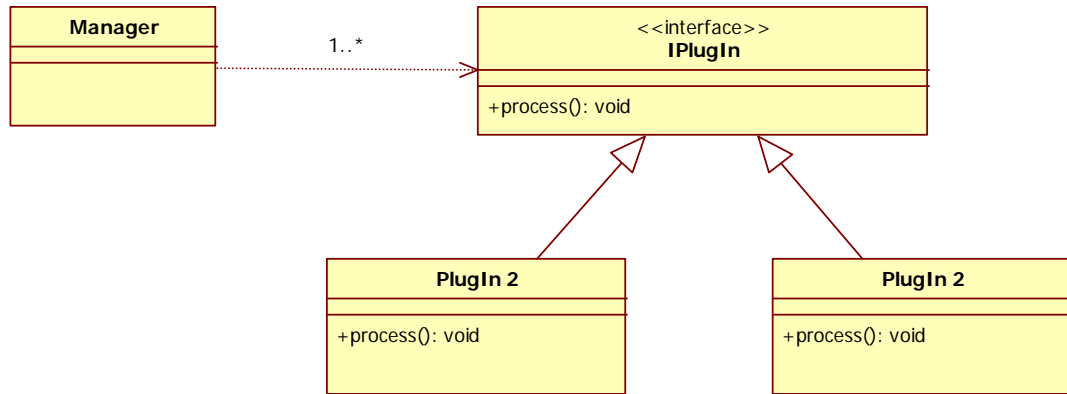 Manager
1..*
<<interface>>
IPlugIn
+process(): void
PlugIn 2
+process(): void
PlugIn 2
+process(): void